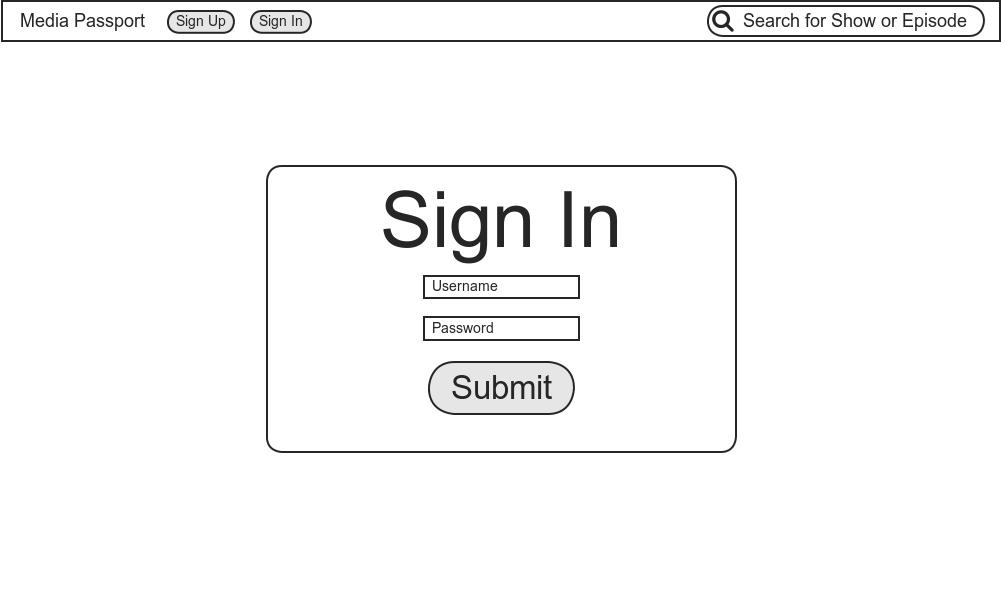 Media Passport Sign Up Sign In Search for Show or Episode
Sign In
Username
Password
Submit